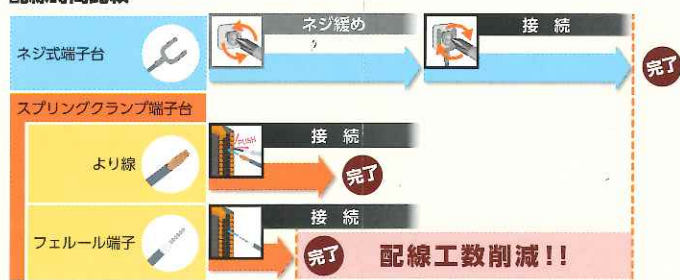 配線時間比較
ネジ式端子台
ネジ緩め
接 続
完了
スプリングクランプ端子台
より線
PUSH
接 続
完了
フェルール端子
接 続
完了
配線工数削減!!